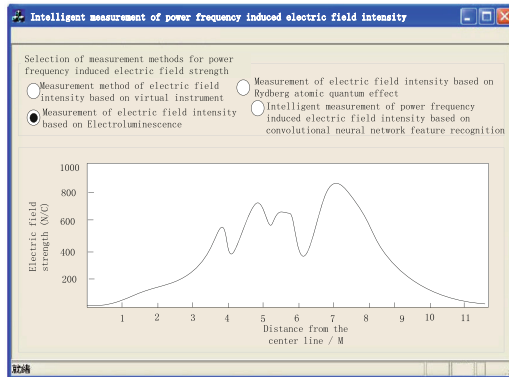 Intelligent measurement of power frequency induced electric field intensity
Selection of measurement methods for power
frequency induced electric field strength
Measurement method of electric field
intensity based on virtual instrument
Measurement of electric field intensity
based on Electroluminescence
Measurement of electric field intensity based on
Rydberg atomic quantum effect
Intelligent measurement of power frequency
induced electric field intensity based on
convolutional neural network feature recognition
Electric field
strength (N/C)
1000
800
600
400
200
1 2 3 4 5 6 7 8 9 10 11
Distance from the
center line / M
就绪